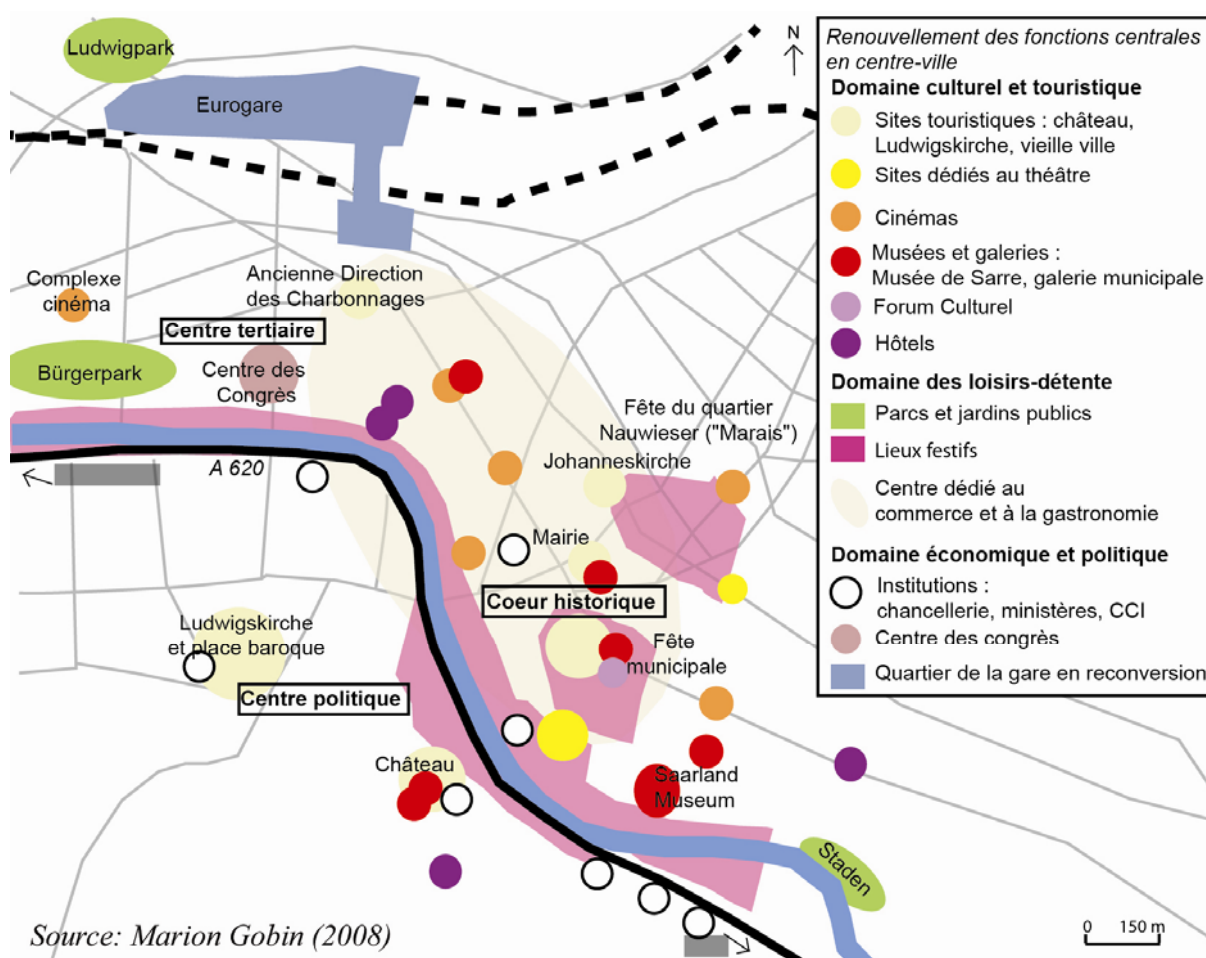 Ludwigpark
Eurogare
N
Complexe
cinéma
Ancienne Direction
des Charbonnages
Centre tertiaire
Bürgerpark
Centre des
Congrès
Fête du quartier
Nauwieser ("Marais")
Johanneskirche
A 620
Mairie
Coeur historique
Ludwigskirche
et place baroque
Fête
municipale
Centre politique
Château
Saarland
Museum
Staden
Source: Marion Gobin (2008)
0 150 m
Renouvellement des fonctions centrales
en centre-ville
Domaine culturel et touristique
Sites touristiques : château,
Ludwigskirche, vieille ville
Sites dédiés au théâtre
Cinémas
Musées et galeries :
Musée de Sarre, galerie municipale
Forum Culturel
Hôtels
Domaine des loisirs-détente
Parcs et jardins publics
Lieux festifs
Centre dédié au
commerce et à la gastronomie
Domaine économique et politique
Institutions :
chancellerie, ministères, CCI
Centre des congrès
Quartier de la gare en reconversion